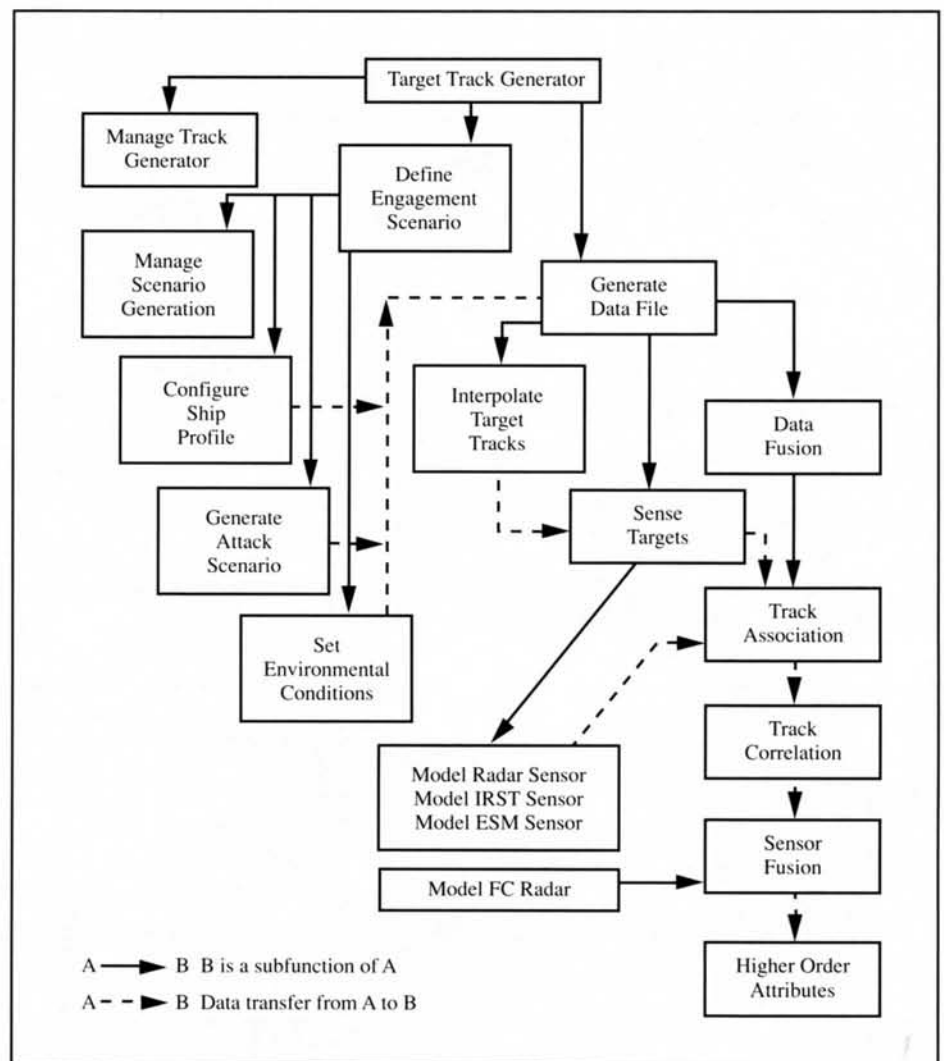 Target Track Generator
Manage Track
Generator
Define
Engagement
Scenario
Manage
Scenario
Generation
Generate
Data File
Configure
Ship
Profile
Interpolate
Target
Tracks
Data
Fusion
Generate
Attack
Scenario
Sense
Targets
Set
Environmental
Conditions
Track
Association
Track
Correlation
Model Radar Sensor
Model IRST Sensor
Model ESM Sensor
Sensor
Fusion
Model FC Radar
Higher Order
Attributes
A B B is a subfunction of A
A B Data transfer from A to B